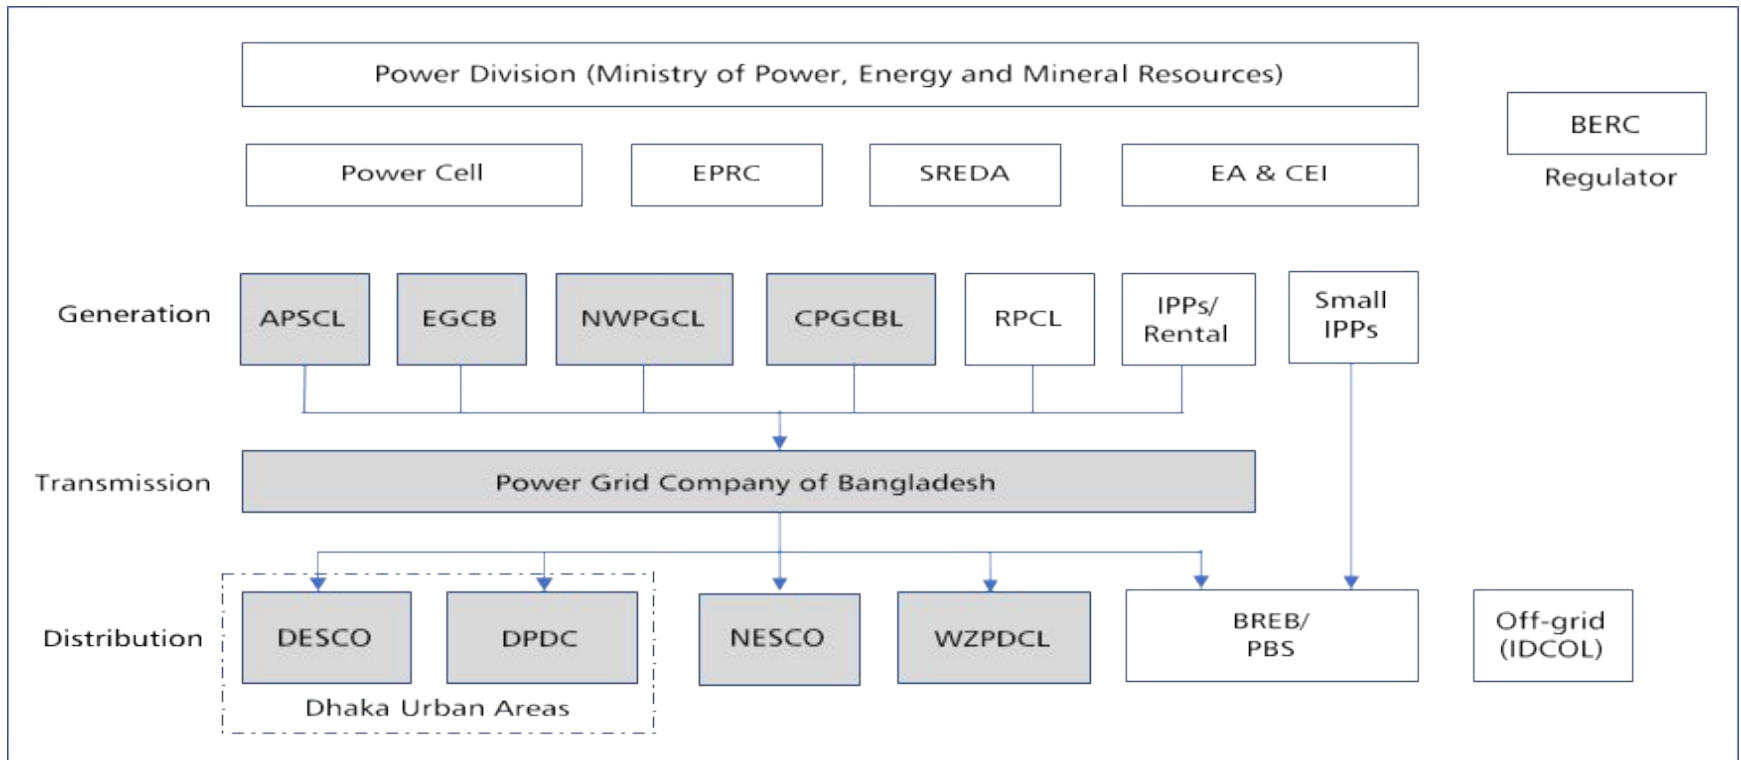 Power Division (Ministry of Power, Energy and Mineral Resources)
BERC
Regulator
Power Cell
EPRC
SREDA
EA & CEI
Generation
APSCL
EGCB
NWPGCL
CPGCBL
RPCL
IPPs/
Rental
Small
IPPs
Transmission
Power Grid Company of Bangladesh
Distribution
DESCO
DPDC
Dhaka Urban Areas
NESCO
WZPDCL
BREB/
PBS
Off-grid
(IDCOL)